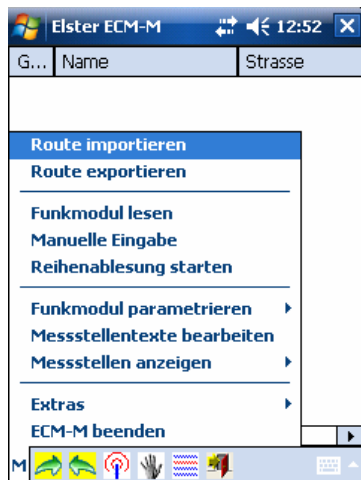 Elster ECM-M 12:52
G... Name Strasse
Route importieren
Route exportieren
Funkmodul lesen
Manuelle Eingabe
Reihenablesung starten
Funkmodul parametrieren
Messstellentexte bearbeiten
Messstellen anzeigen
Extras
ECM-M beenden
M